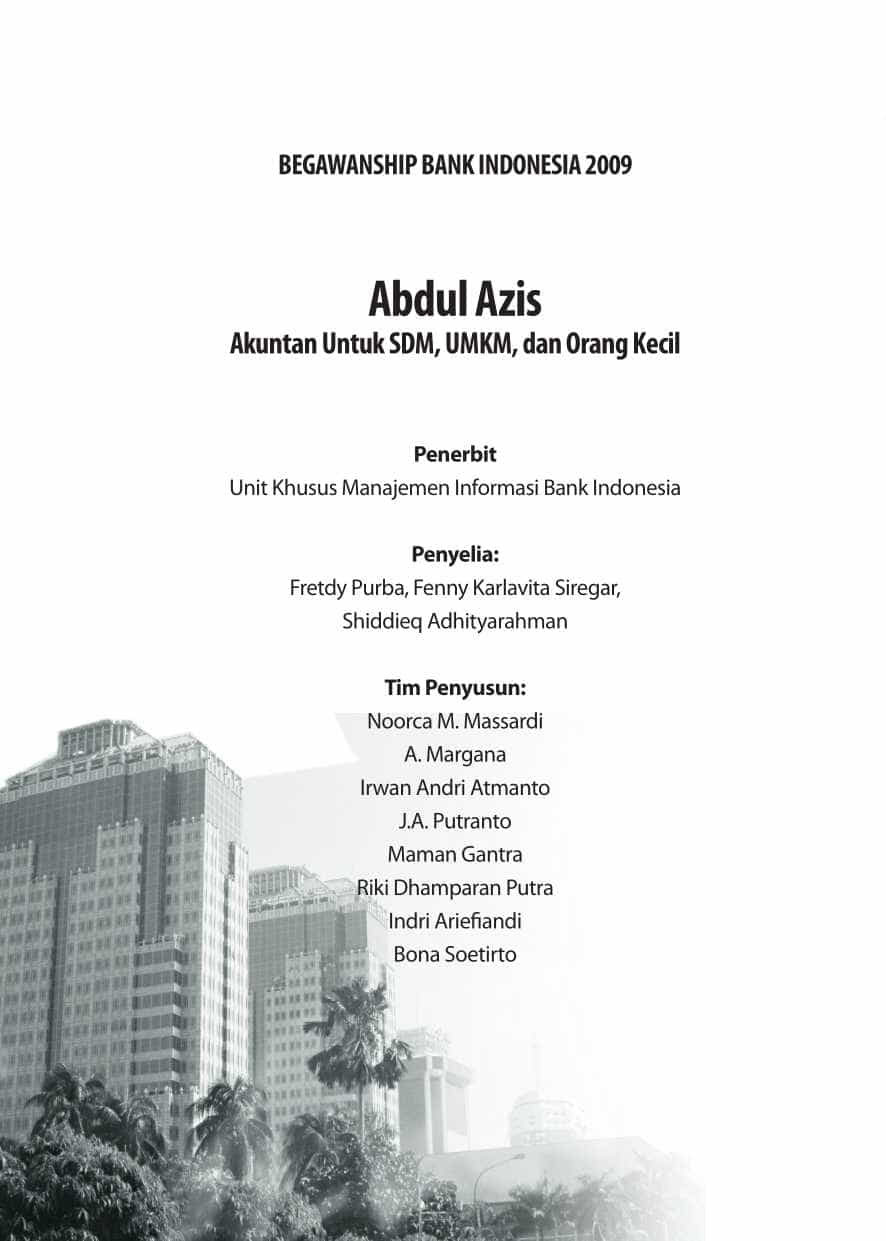 BEGAWANSHIP BANK INDONESIA 2009
Abdul Azis
Akuntan Untuk SDM, UMKM, dan Orang Kecil
Penerbit
Unit Khusus Manajemen Informasi Bank Indonesia
Penyelia:
Fretdy Purba, Fenny Karlavita Siregar,
Shiddieq Adhityarahman
Tim Penyusun:
Noorca M. Massardi
A. Margana
Irwan Andri Atmanto
J.A. Putranto
Maman Gantra
Riki Dhamparan Putra
Indri Ariefiandi
Bona Soetirto